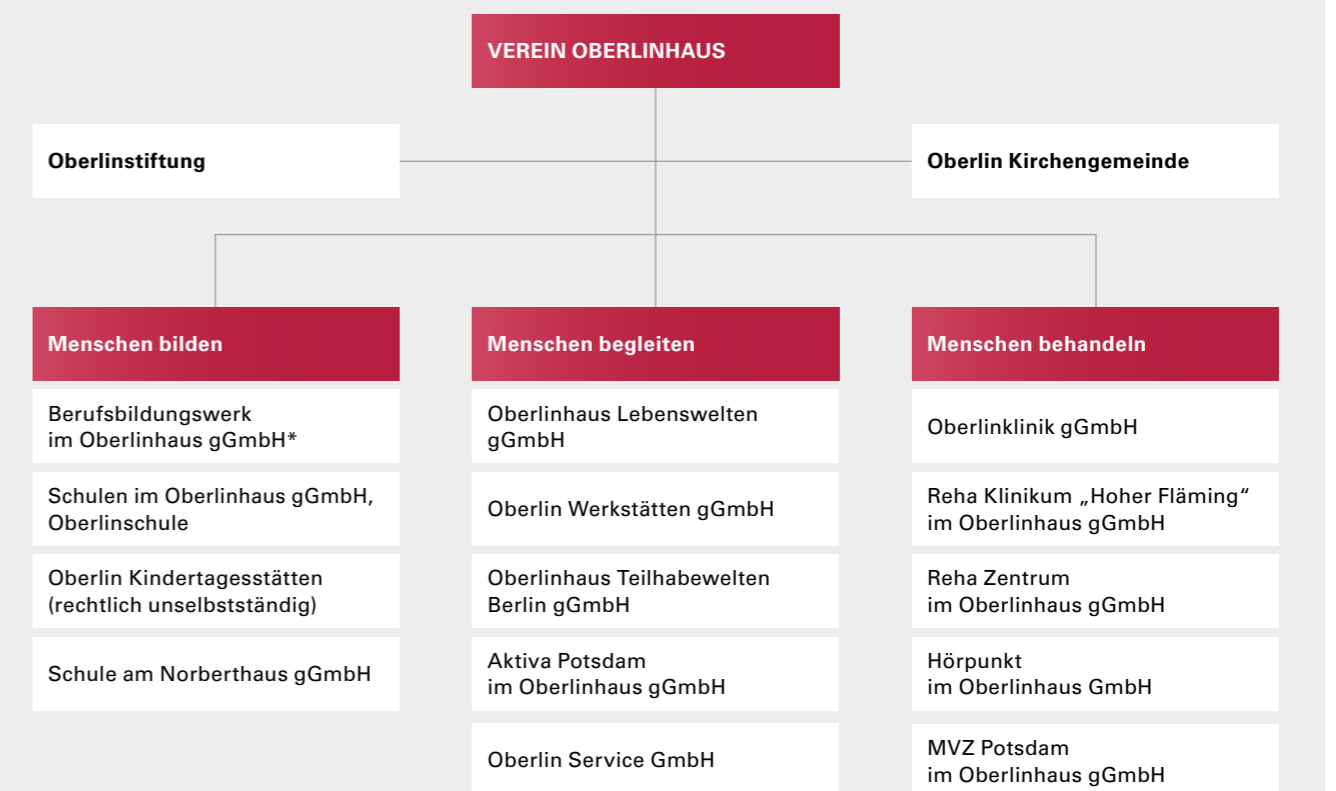 VEREIN OBERLINHAUS
Oberlinstiftung
Oberlin Kirchengemeinde
Menschen bilden
Berufsbildungswerk
im Oberlinhaus gGmbH*
Schulen im Oberlinhaus gGmbH,
Oberlinschule
Oberlin Kindertagesstätten
(rechtlich unselbstständig)
Schule am Norberthaus gGmbH
Menschen begleiten
Oberlinhaus Lebenswelten
gGmbH
Oberlin Werkstätten gGmbH
Oberlinhaus Teilhabewelten
Berlin gGmbH
Aktiva Potsdam
im Oberlinhaus gGmbH
Oberlin Service GmbH
Menschen behandeln
Oberlinklinik gGmbH
Reha Klinikum „Hoher Fläming“
im Oberlinhaus gGmbH
Reha Zentrum
im Oberlinhaus gGmbH
Hörpunkt
im Oberlinhaus GmbH
MVZ Potsdam
im Oberlinhaus gGmbH